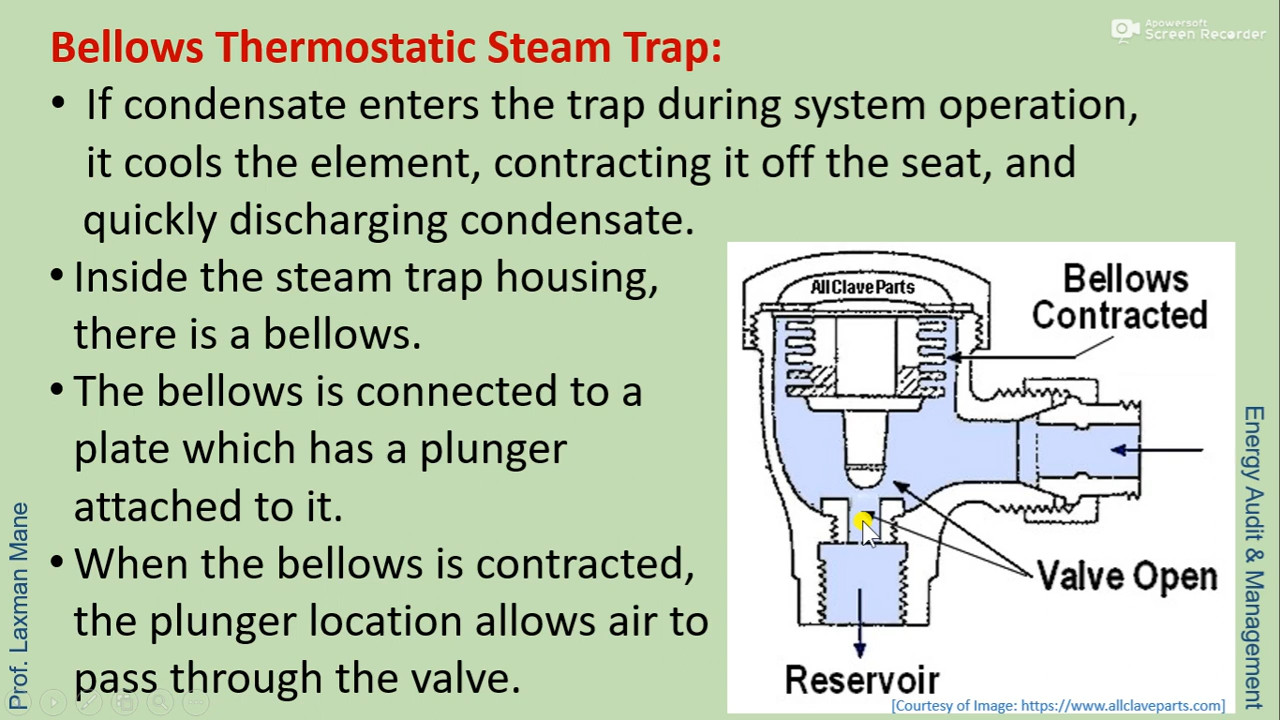 Bellows Thermostatic Steam Trap:
Apowersoft
Screen Recorder
• If condensate enters the trap during system operation,
it cools the element, contracting it off the seat, and
quickly discharging condensate.
• Inside the steam trap housing,
there is a bellows.
• The bellows is connected to a
plate which has a plunger
attached to it.
• When the bellows is contracted,
the plunger location allows air to
pass through the valve.
AllClaveParts
Bellows
Contracted
Valve Open
Reservoir
[Courtesy of Image: https://www.allclaveparts.com]
Prof. Laxman Mane
Energy Audit & Management